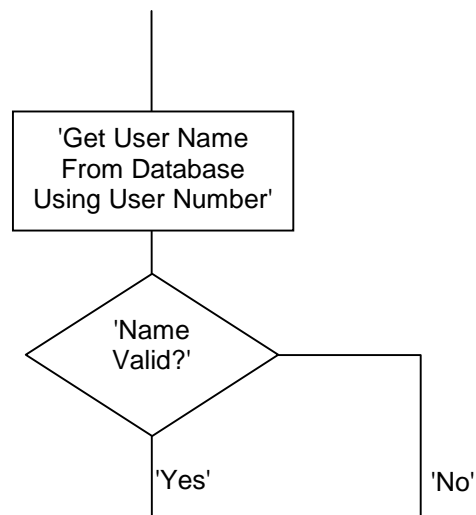 'Get User Name
From Database
Using User Number'
'Name
Valid?'
'Yes'
'No'